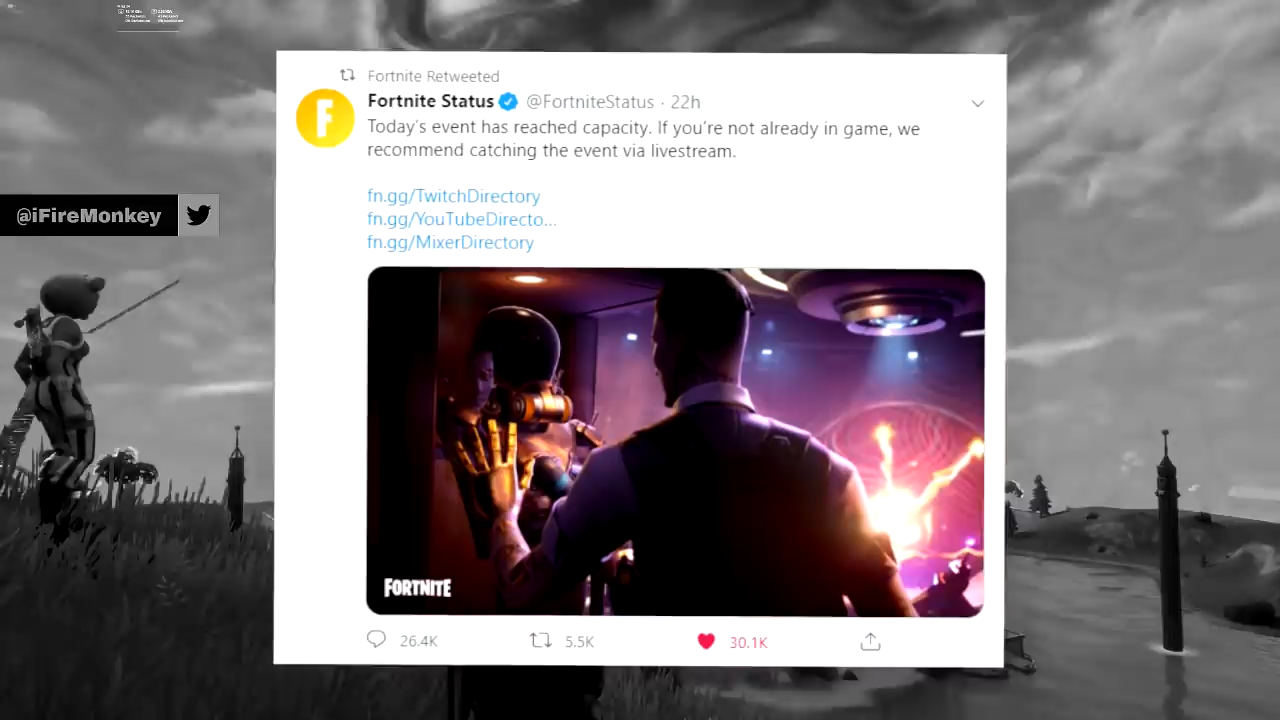 Fortnite Retweeted
Fortnite Status @FortniteStatus · 22h
Today's event has reached capacity. If you're not already in game, we
recommend catching the event via livestream.
fn.gg/TwitchDirectory
fn.gg/YouTubeDirecto...
fn.gg/MixerDirectory
@iFireMonkey
FORTNITE
26.4K 5.5K 30.1K